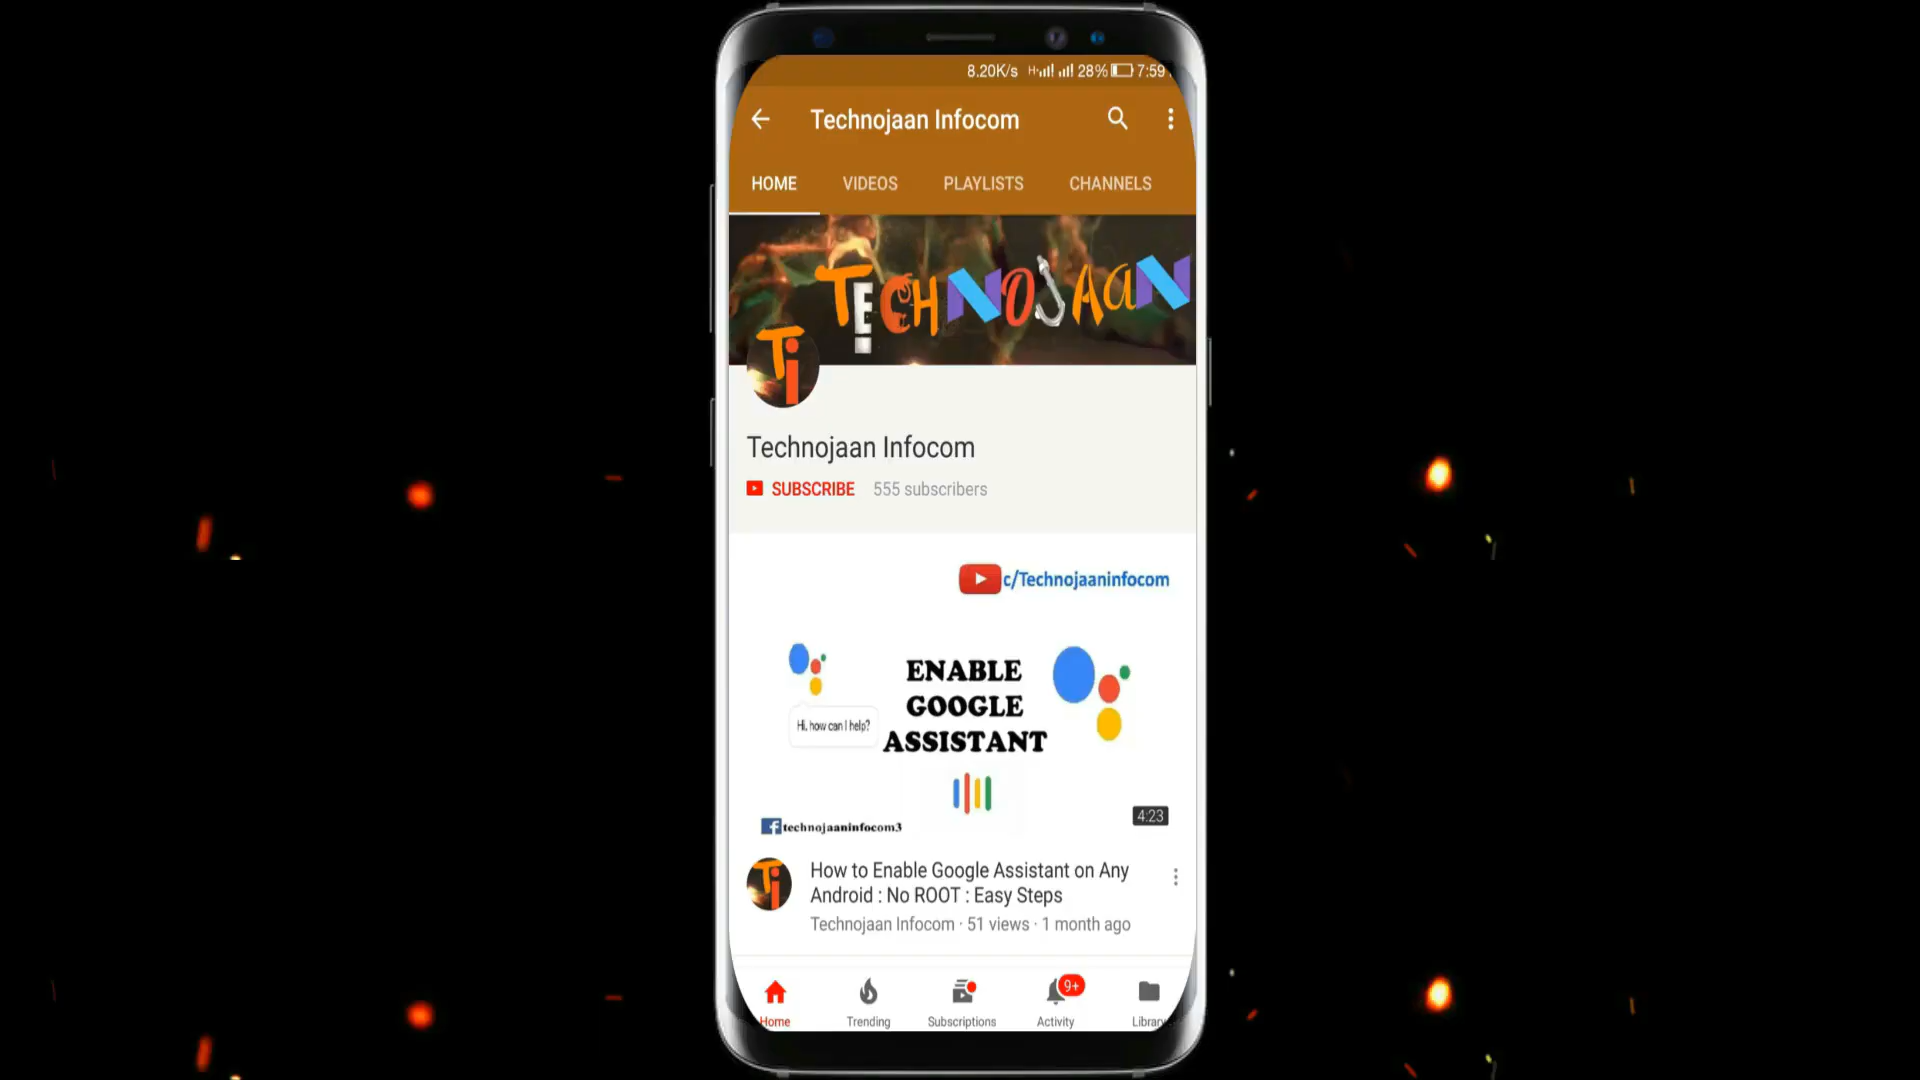 8.20K/s H+ 28% 7:59
Technojaan Infocom
HOME VIDEOS PLAYLISTS CHANNELS
TECHNOJAAN
Ti
Technojaan Infocom
SUBSCRIBE 555 subscribers
c/Technojaaninfocom
ENABLE
GOOGLE
ASSISTANT
Hi, how can I help?
technojaaninfocom3
4:23
Ti
How to Enable Google Assistant on Any
Android : No ROOT : Easy Steps
Technojaan Infocom · 51 views · 1 month ago
9+
Home Trending Subscriptions Activity Library